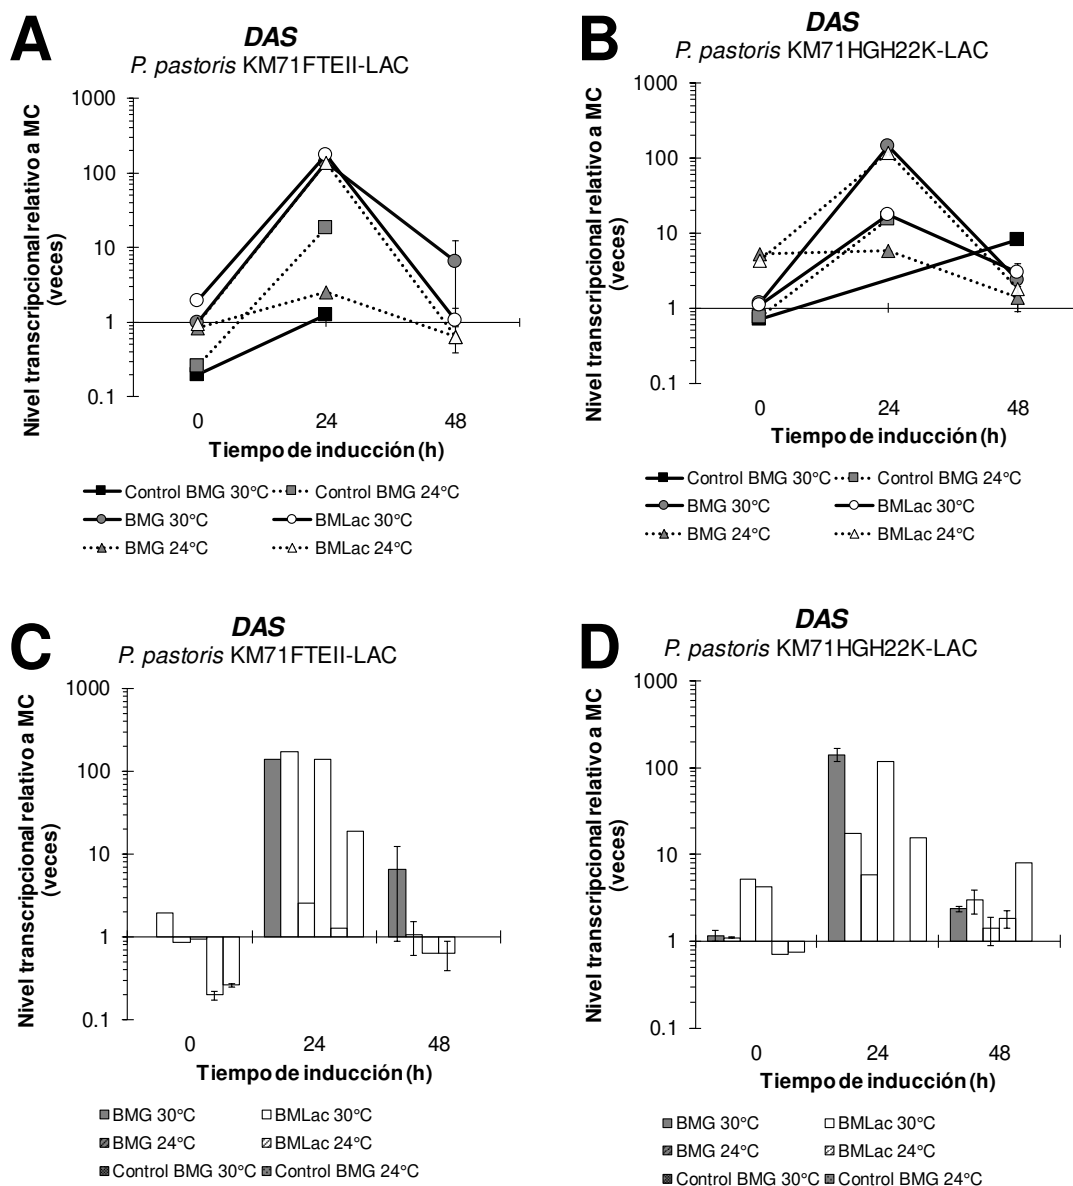 A
DAS
P. pastoris KM71FTEII-LAC
Nivel transcripcional relativo a MC
(veces)
1000
100
10
1
0.1
0
24
48
Tiempo de inducción (h)
Control BMG 30°C
Control BMG 24°C
BMG 30°C
BMLac 30°C
BMG 24°C
BMLac 24°C
B
DAS
P. pastoris KM71HGH22K-LAC
Nivel transcripcional relativo a MC
(veces)
1000
100
10
1
0.1
0
24
48
Tiempo de inducción (h)
Control BMG 30°C
Control BMG 24°C
BMG 30°C
BMLac 30°C
BMG 24°C
BMLac 24°C
C
DAS
P. pastoris KM71FTEII-LAC
Nivel transcripcional relativo a MC
(veces)
1000
100
10
1
0.1
0
24
48
Tiempo de inducción (h)
BMG 30°C
BMLac 30°C
BMG 24°C
BMLac 24°C
Control BMG 30°C
Control BMG 24°C
D
DAS
P. pastoris KM71HGH22K-LAC
Nivel transcripcional relativo a MC
(veces)
1000
100
10
1
0.1
0
24
48
Tiempo de inducción (h)
BMG 30°C
BMLac 30°C
BMG 24°C
BMLac 24°C
Control BMG 30°C
Control BMG 24°C